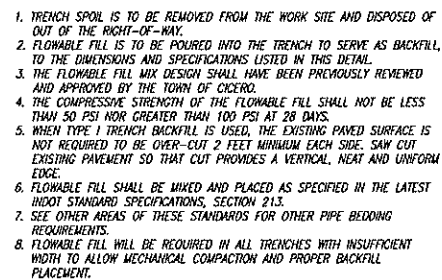 1. TRENCH SPOIL IS TO BE REMOVED FROM THE WORK SITE AND DISPOSED OF
OUT OF THE RIGHT-OF-WAY.
2. FLOWABLE FILL IS TO BE POURED INTO THE TRENCH TO SERVE AS BACKFILL,
TO THE DIMENSIONS AND SPECIFICATIONS LISTED IN THIS DETAIL.
3. THE FLOWABLE FILL MIX DESIGN SHALL HAVE BEEN PREVIOUSLY REVIEWED
AND APPROVED BY THE TOWN OF CICERO.
4. THE COMPRESSIVE STRENGTH OF THE FLOWABLE FILL SHALL NOT BE LESS
THAN 50 PSI NOR GREATER THAN 100 PSI AT 28 DAYS.
5. WHEN TYPE I TRENCH BACKFILL IS USED, THE EXISTING PAVED SURFACE IS
NOT REQUIRED TO BE OVER-CUT 2 FEET MINIMUM EACH SIDE. SAW CUT
EXISTING PAVEMENT SO THAT CUT PROVIDES A VERTICAL, NEAT AND UNIFORM
EDGE.
6. FLOWABLE FILL SHALL BE MIXED AND PLACED AS SPECIFIED IN THE LATEST
INDOT STANDARD SPECIFICATIONS, SECTION 213.
7. SEE OTHER AREAS OF THESE STANDARDS FOR OTHER PIPE BEDDING
REQUIREMENTS.
8. FLOWABLE FILL WILL BE REQUIRED IN ALL TRENCHES WITH INSUFFICIENT
WIDTH TO ALLOW MECHANICAL COMPACTION AND PROPER BACKFILL
PLACEMENT.